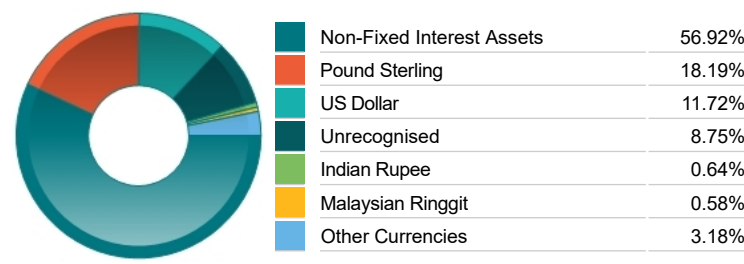 Non-Fixed Interest Assets 56.92%
Pound Sterling 18.19%
US Dollar 11.72%
Unrecognised 8.75%
Indian Rupee 0.64%
Malaysian Ringgit 0.58%
Other Currencies 3.18%